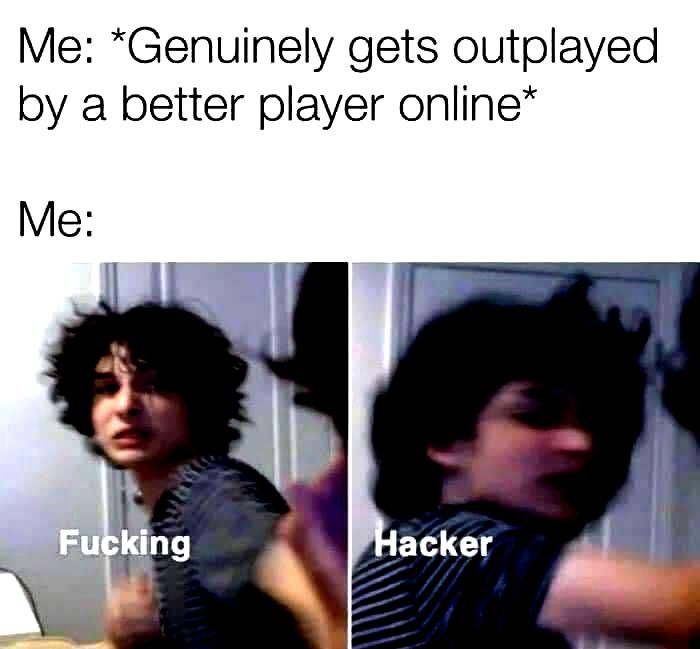 Me: *Genuinely gets outplayed
by a better player online*
Me:
Fucking
Hacker